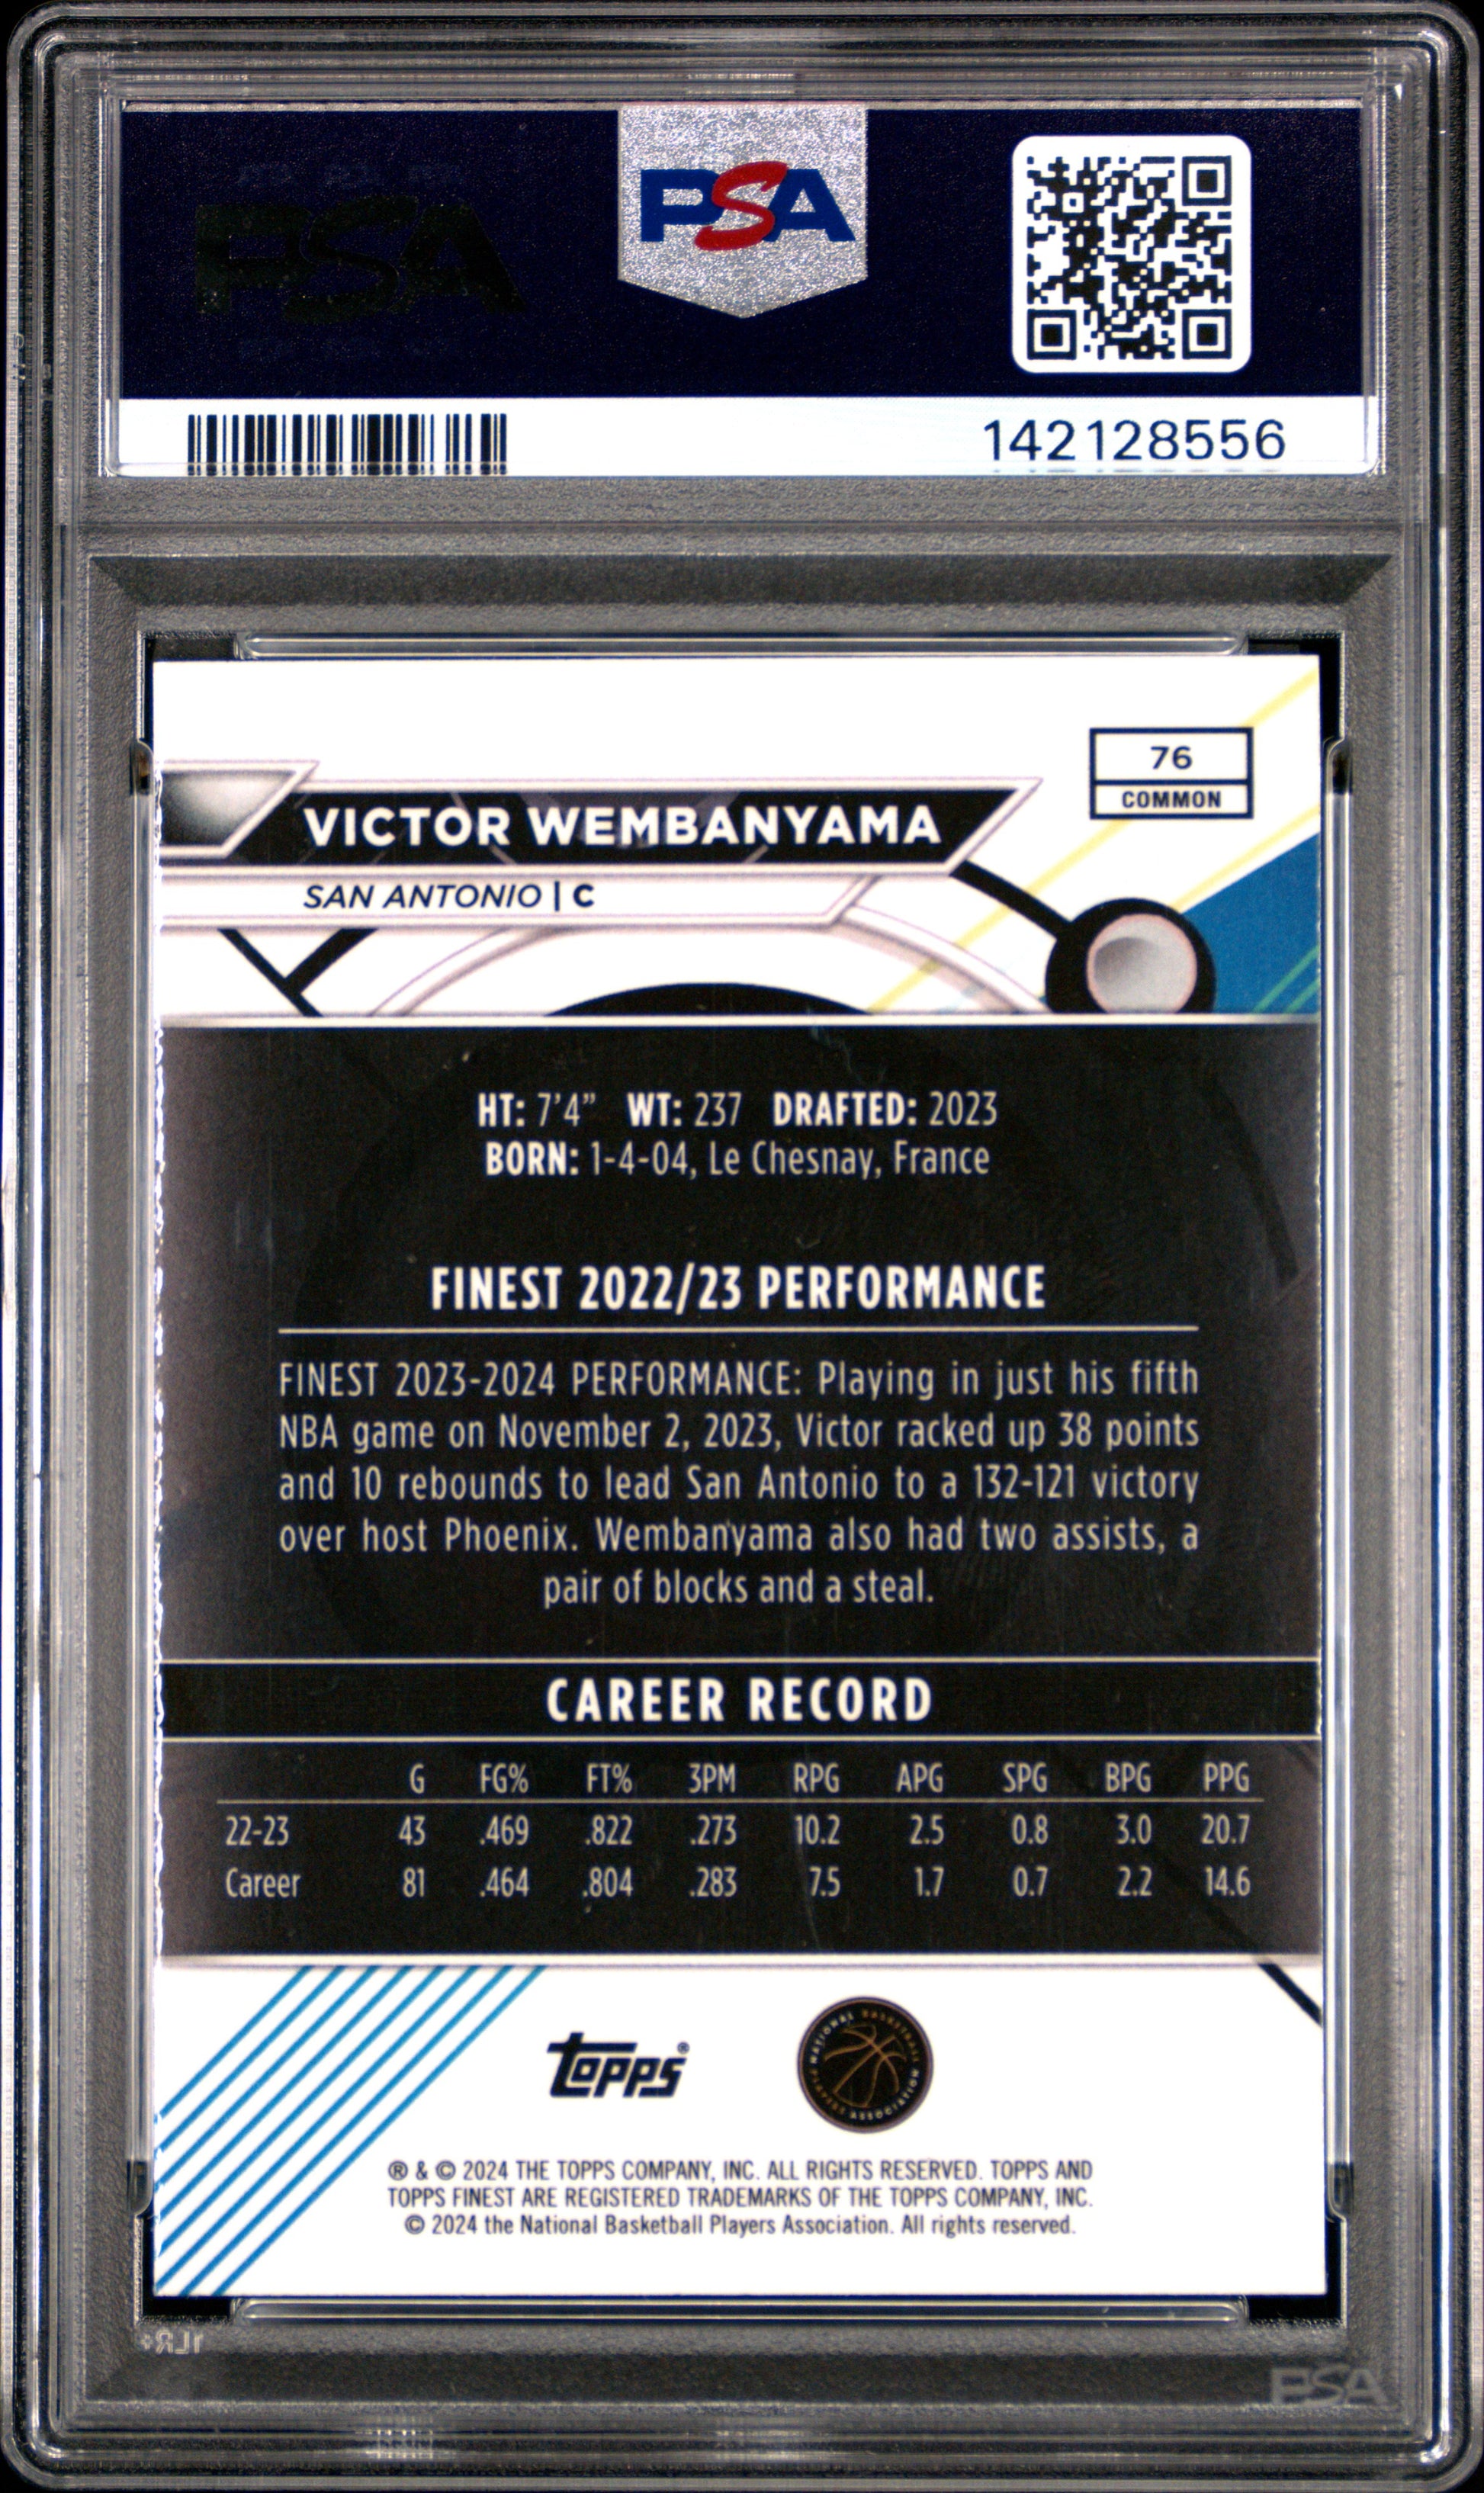 PSA
PSA
142128556
76
COMMON
VICTOR WEMBANYAMA
SAN ANTONIO | C
HT: 7'4” WT: 237 DRAFTED: 2023
BORN: 1-4-04, Le Chesnay, France
FINEST 2022/23 PERFORMANCE
FINEST 2023-2024 PERFORMANCE: Playing in just his fifth
NBA game on November 2, 2023, Victor racked up 38 points
and 10 rebounds to lead San Antonio to a 132-121 victory
over host Phoenix. Wembanyama also had two assists, a
pair of blocks and a steal.
CAREER RECORD
G FG% FT% 3PM RPG APG SPG BPG PPG
22-23 43 .469 .822 .273 10.2 2.5 0.8 3.0 20.7
Career 81 .464 .804 .283 7.5 1.7 0.7 2.2 14.6
topps®
NATIONAL BASKETBALL
PLAYERS ASSOCIATION
® & © 2024 THE TOPPS COMPANY, INC. ALL RIGHTS RESERVED. TOPPS AND
TOPPS FINEST ARE REGISTERED TRADEMARKS OF THE TOPPS COMPANY, INC.
© 2024 the National Basketball Players Association. All rights reserved.
PSA